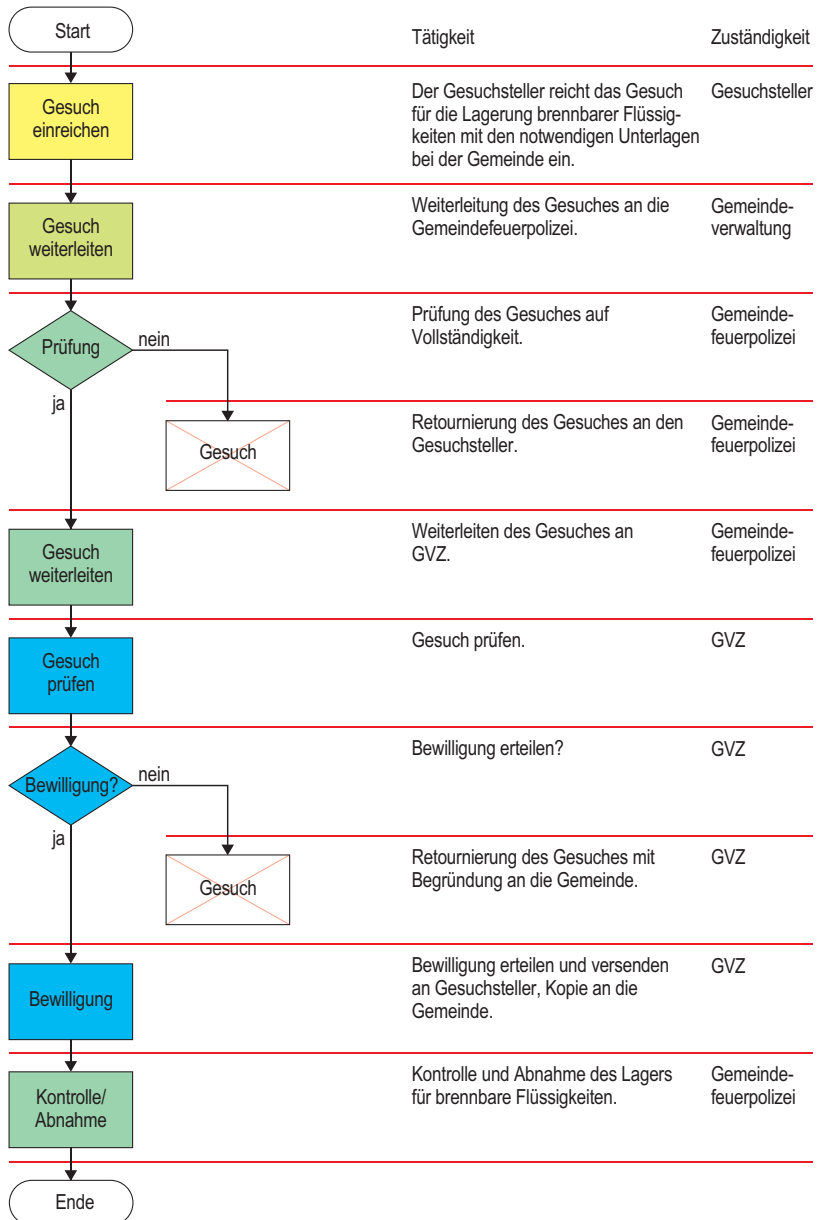 Start
Tätigkeit
Zuständigkeit
Gesuch
einreichen
Der Gesuchsteller reicht das Gesuch
für die Lagerung brennbarer Flüssig-
keiten mit den notwendigen Unterlagen
bei der Gemeinde ein.
Gesuchsteller
Gesuch
weiterleiten
Weiterleitung des Gesuches an die
Gemeindefeuerpolizei.
Gemeinde-
verwaltung
Prüfung
nein
ja
Prüfung des Gesuches auf
Vollständigkeit.
Gemeinde-
feuerpolizei
Gesuch
Retournierung des Gesuches an den
Gesuchsteller.
Gemeinde-
feuerpolizei
Gesuch
weiterleiten
Weiterleiten des Gesuches an
GVZ.
Gemeinde-
feuerpolizei
Gesuch
prüfen
Gesuch prüfen.
GVZ
Bewilligung?
nein
ja
Bewilligung erteilen?
GVZ
Gesuch
Retournierung des Gesuches mit
Begründung an die Gemeinde.
GVZ
Bewilligung
Bewilligung erteilen und versenden
an Gesuchsteller, Kopie an die
Gemeinde.
GVZ
Kontrolle/
Abnahme
Kontrolle und Abnahme des Lagers
für brennbare Flüssigkeiten.
Gemeinde-
feuerpolizei
Ende